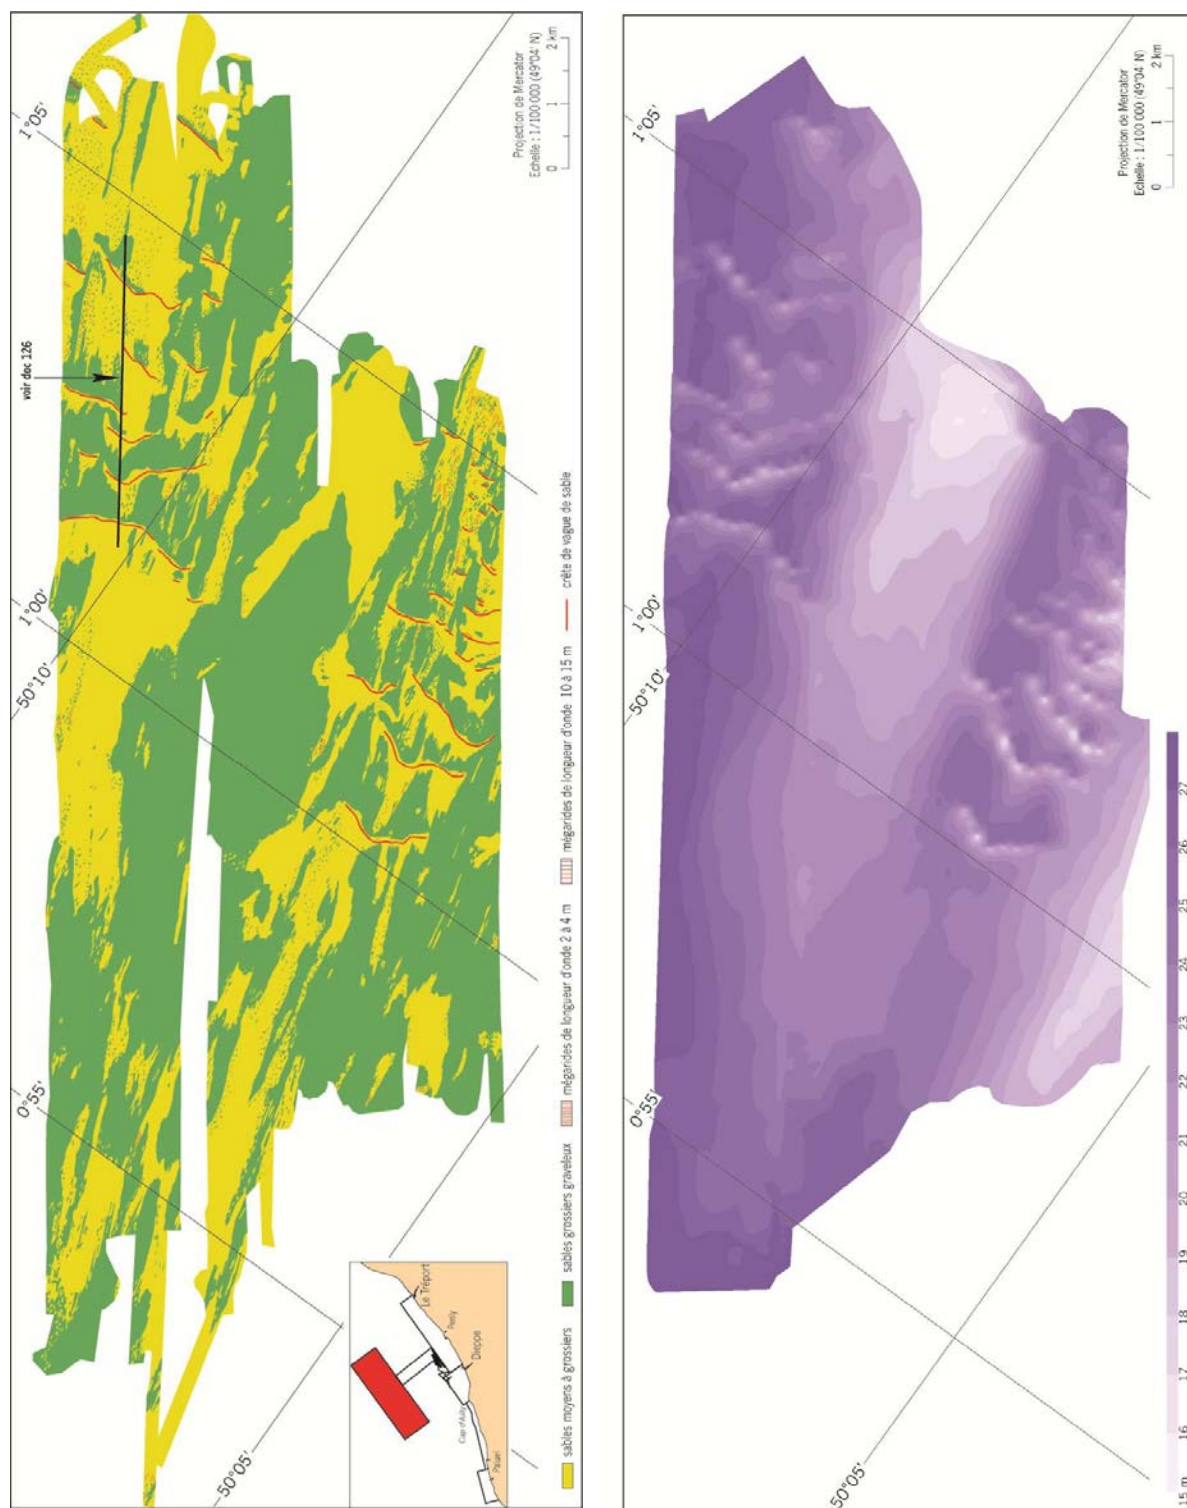 voir doc 126
1°05'
1°00'
50°10'
0°55'
50°05'
Projection de Mercator
Echelle : 1/100 000 (49°04' N)
0 1 2 km
sables moyens à grossiers
sables grossiers graveleux
mégarides de longueur d'onde 2 à 4 m
mégarides de longueur d'onde 10 à 15 m
crête de vague de sable
Le Tréport
Penly
Dieppe
Cap d'Ailly
Paluel
1°05'
1°00'
50°10'
0°55'
50°05'
Projection de Mercator
Echelle : 1/100 000 (49°04' N)
0 1 2 km
15 m 16 17 18 19 20 21 22 23 24 25 26 27